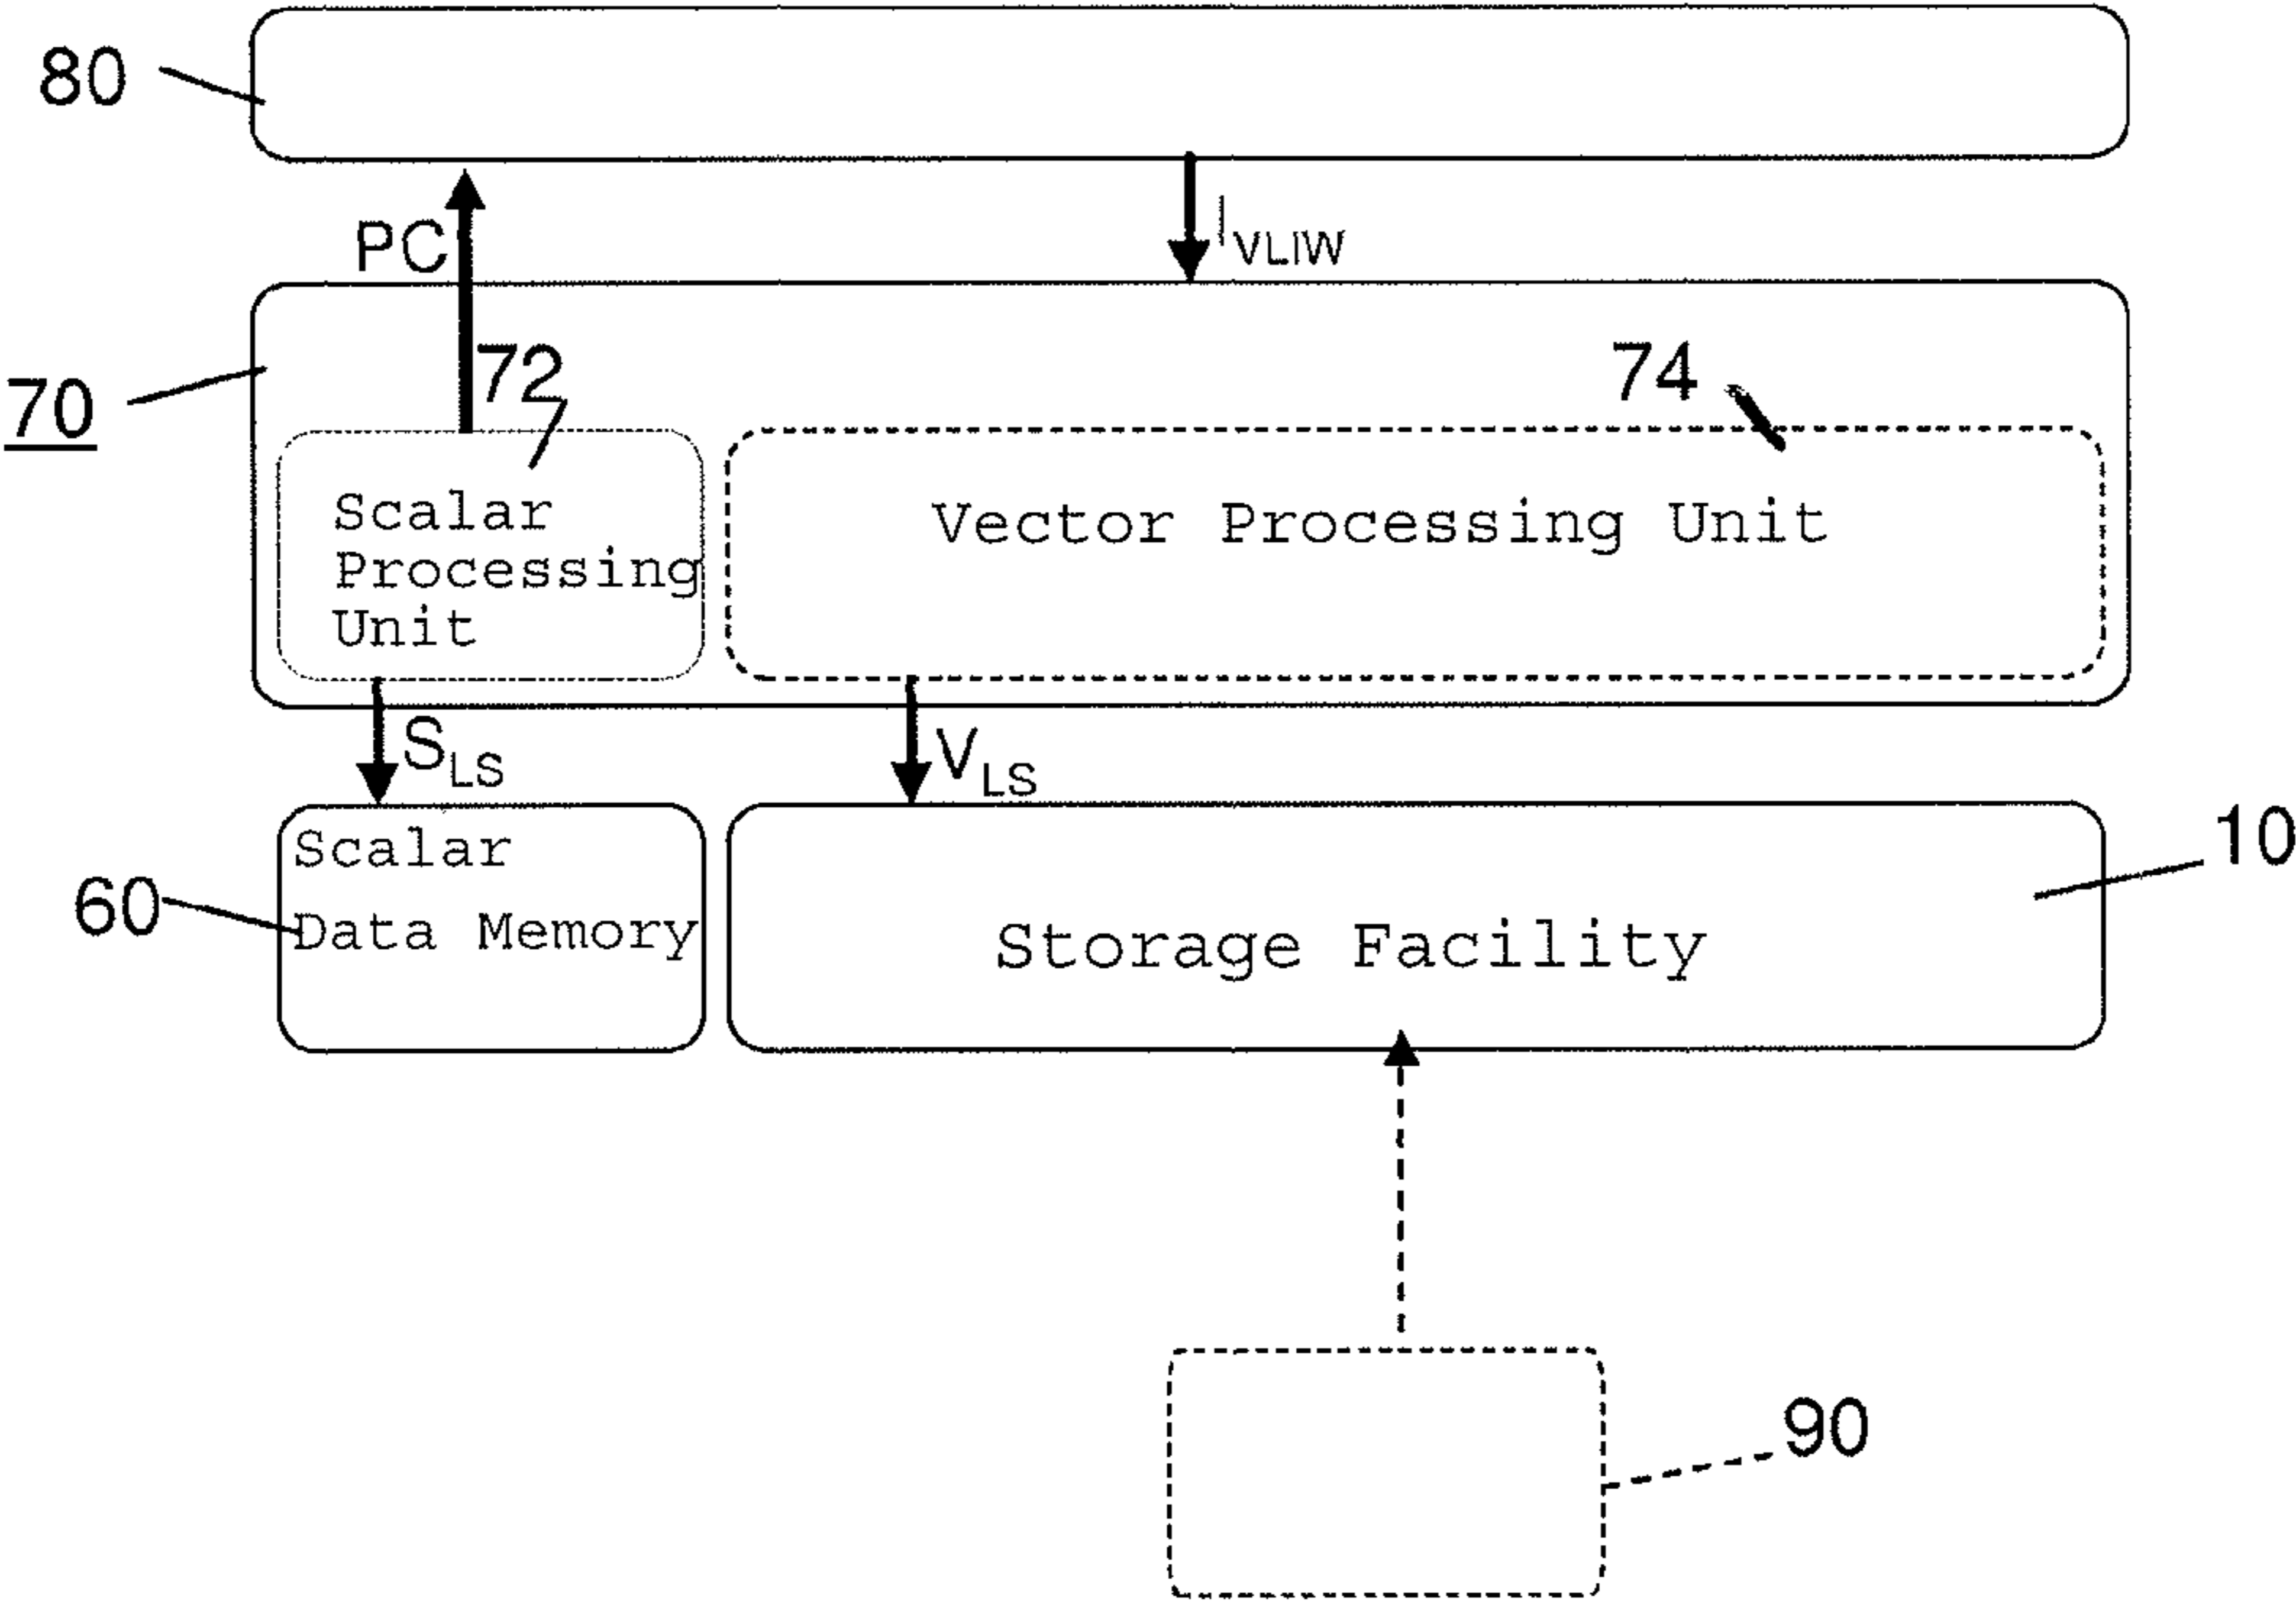 80
PC
IVLIW
70
72
74
Scalar
Processing
Unit
Vector Processing Unit
SLS
VLS
Scalar
Data Memory
60
Storage Facility
10
90